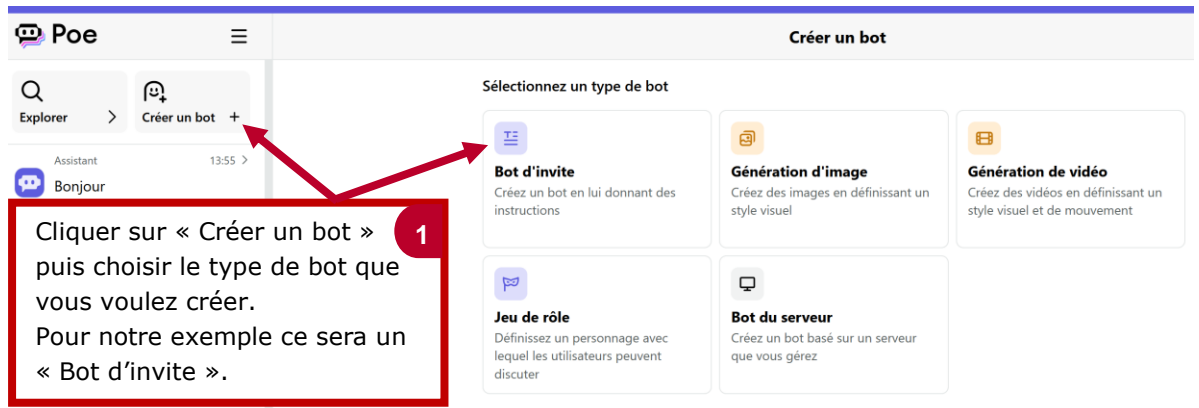 Poe
Créer un bot
Explorer
Créer un bot +
Assistant 13:55
Bonjour
Sélectionnez un type de bot
Bot d'invite
Créez un bot en lui donnant des
instructions
Génération d'image
Créez des images en définissant un
style visuel
Génération de vidéo
Créez des vidéos en définissant un
style visuel et de mouvement
Jeu de rôle
Définissez un personnage avec
lequel les utilisateurs peuvent
discuter
Bot du serveur
Créez un bot basé sur un serveur
que vous gérez
1
Cliquer sur « Créer un bot »
puis choisir le type de bot que
vous voulez créer.
Pour notre exemple ce sera un
« Bot d’invite ».